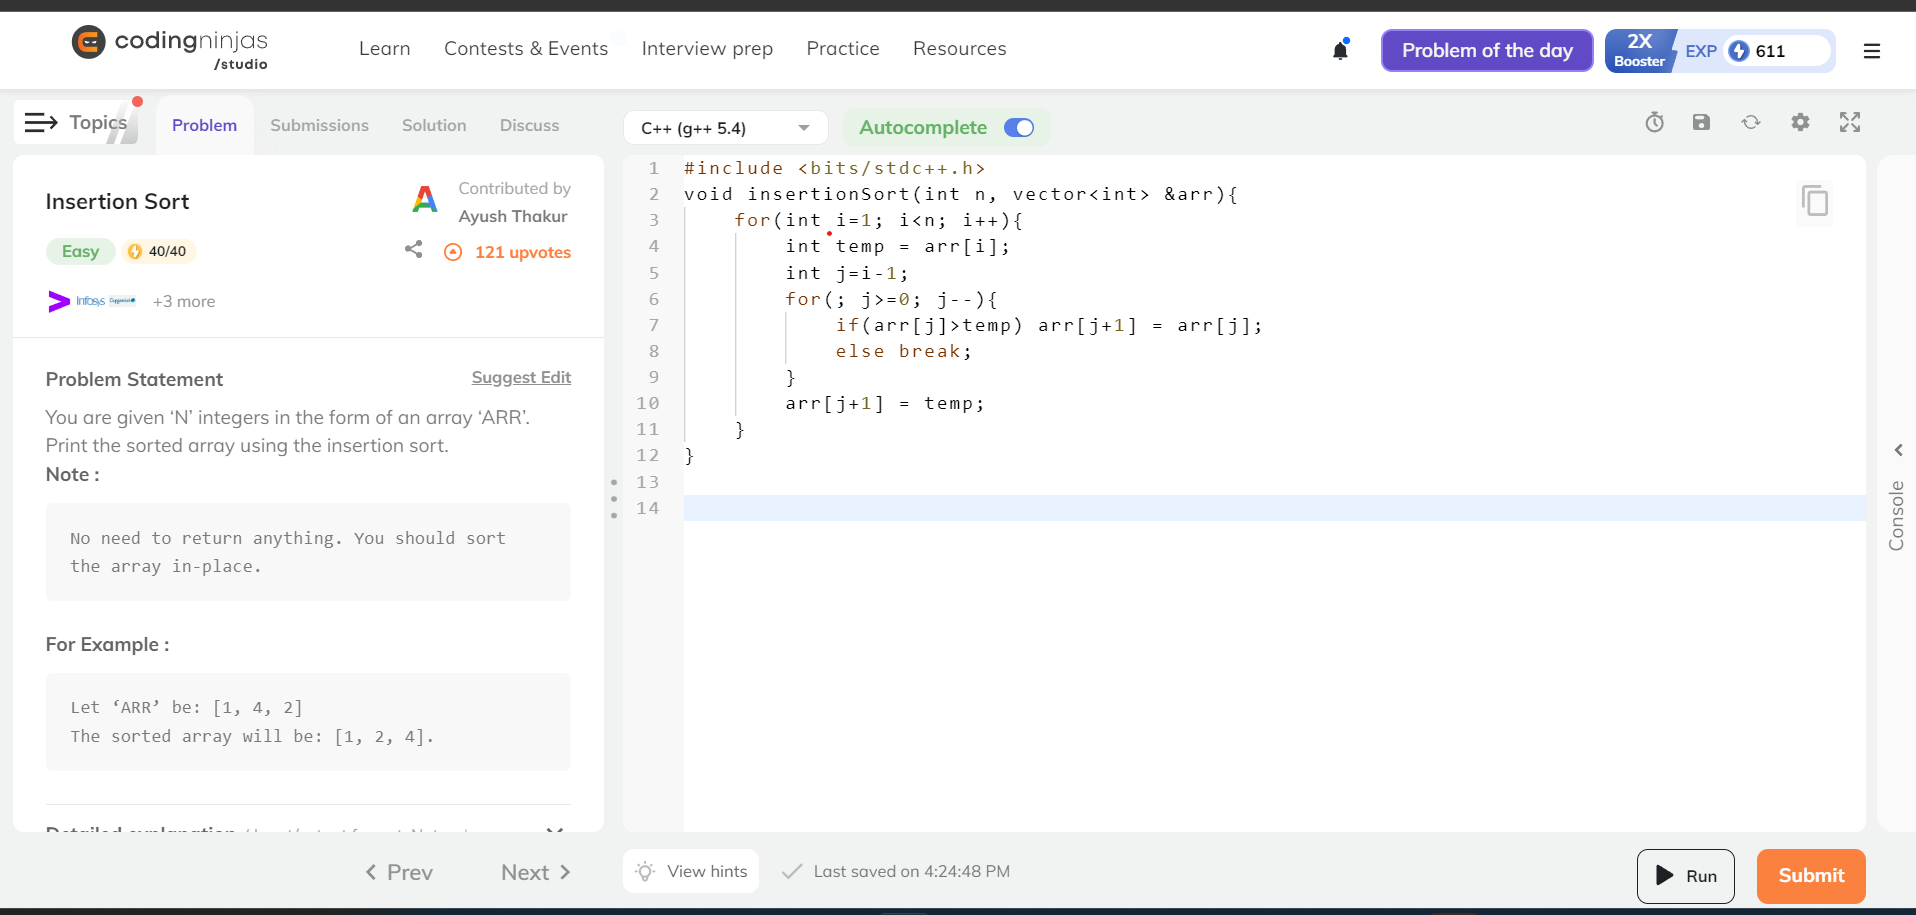 codingninjas
/studio
Learn
Contests & Events
Interview prep
Practice
Resources
Problem of the day
2X
Booster
EXP
611
Topics
Problem
Submissions
Solution
Discuss
C++ (g++ 5.4)
Autocomplete
Insertion Sort
Contributed by
Ayush Thakur
Easy
40/40
121 upvotes
Infosys
+3 more
Problem Statement
Suggest Edit
You are given ‘N’ integers in the form of an array ‘ARR’.
Print the sorted array using the insertion sort.
Note :
No need to return anything. You should sort
the array in-place.
For Example :
Let ‘ARR’ be: [1, 4, 2]
The sorted array will be: [1, 2, 4].
Detailed explanation
Prev
Next
1 #include <bits/stdc++.h>
2 void insertionSort(int n, vector<int> &arr){
3 for(int i=1; i<n; i++){
4 int temp = arr[i];
5 int j=i-1;
6 for(; j>=0; j--){
7 if(arr[j]>temp) arr[j+1] = arr[j];
8 else break;
9 }
10 arr[j+1] = temp;
11 }
12 }
13
14
Console
View hints
Last saved on 4:24:48 PM
Run
Submit